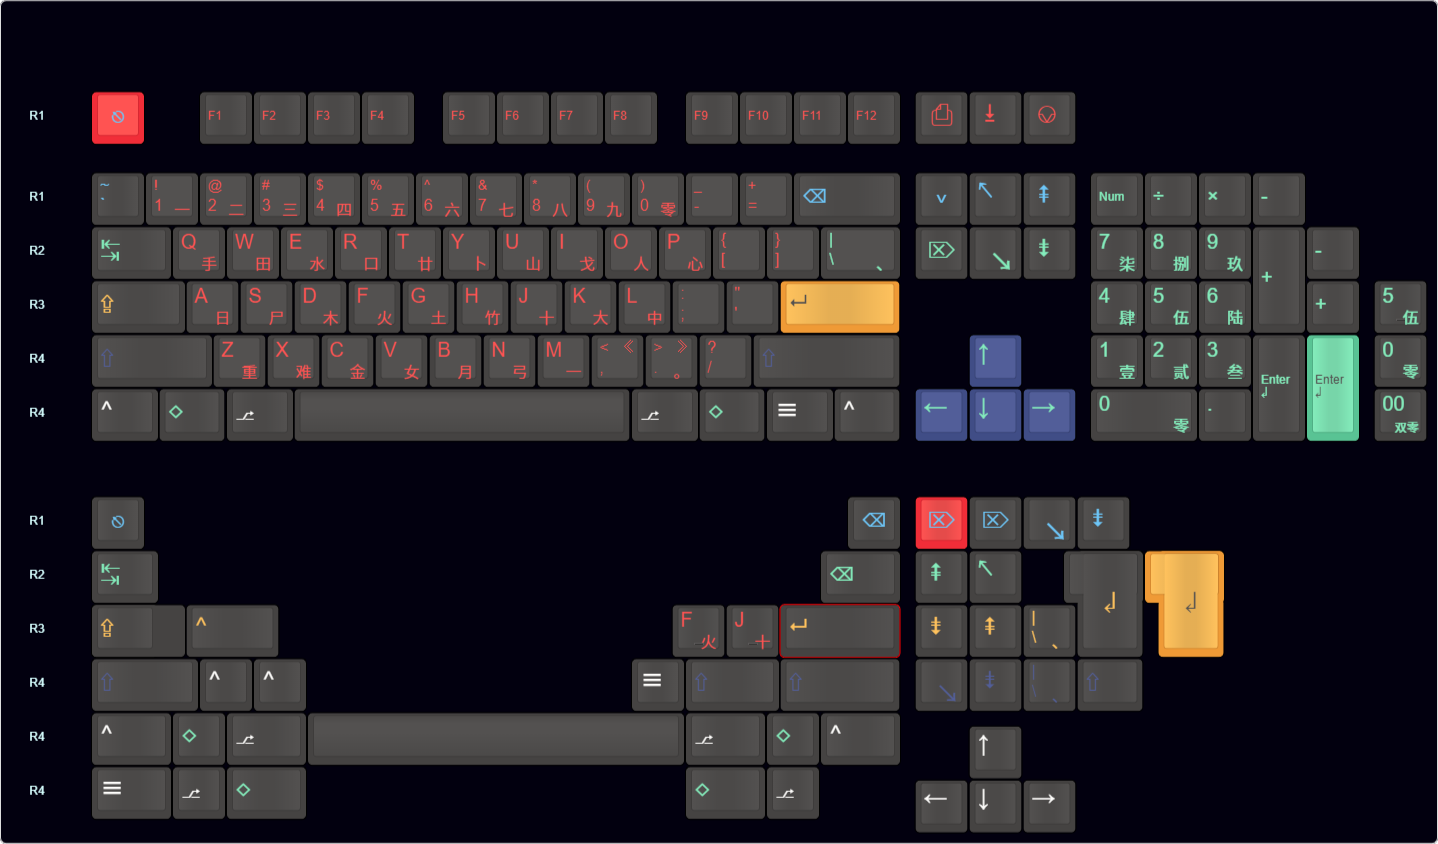 R1 F1 F2 F3 F4 F5 F6 F7 F8 F9 F10 F11 F12
R1 ~ ` ! 1 一 @ 2 二 # 3 三 $ 4 四 % 5 五 ^ 6 六 & 7 七 * 8 八 ( 9 九 ) 0 零 _ - + = Num ÷ × -
R2 Q 手 W 田 E 水 R 口 T 廿 Y 卜 U 山 I 戈 O 人 P 心 { [ } ] | \ 、 7 柒 8 捌 9 玖 + -
R3 A 日 S 尸 D 木 F 火 G 土 H 竹 J 十 K 大 L 中 : ; " ' 4 肆 5 伍 6 陆 + 5 伍
R4 Z 重 X 难 C 金 V 女 B 月 N 弓 M 一 < 《 , > 》 . 。 ? / 1 壹 2 贰 3 叁 Enter Enter 0 零
R4 ^ ^ 0 零 . 00 双零
R1
R2
R3 ^ F 火 J 十 | \ 、
R4 ^ ^ | \ 、
R4 ^ ^
R4